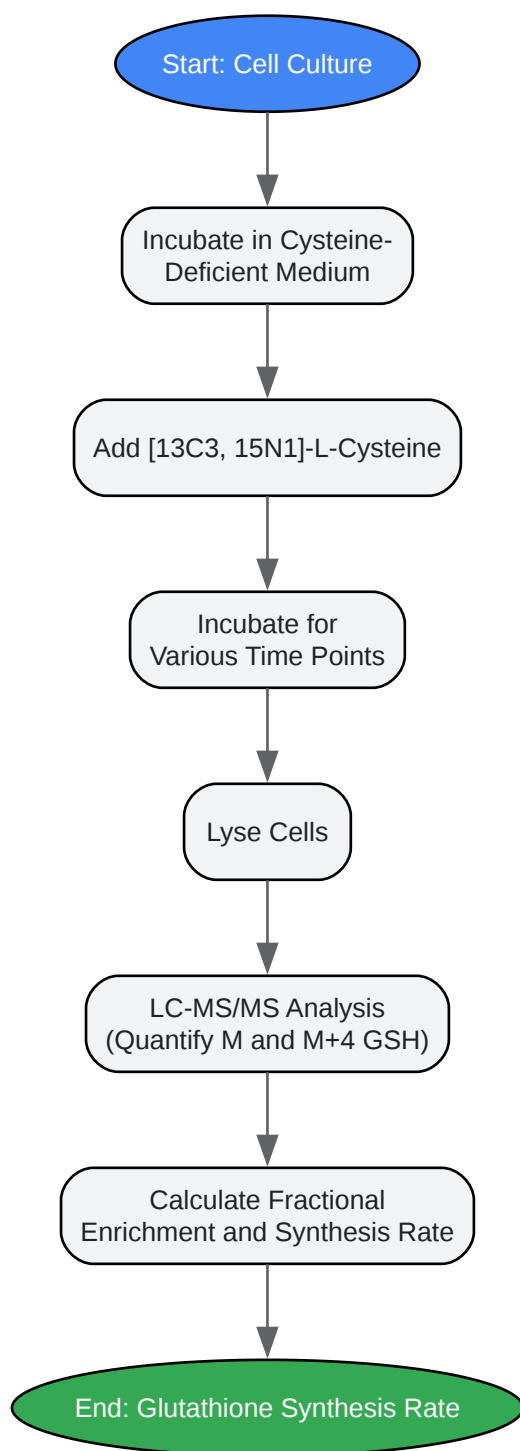 Start: Cell Culture
Incubate in Cysteine-
Deficient Medium
Add [13C3, 15N1]-L-Cysteine
Incubate for
Various Time Points
Lyse Cells
LC-MS/MS Analysis
(Quantify M and M+4 GSH)
Calculate Fractional
Enrichment and Synthesis Rate
End: Glutathione Synthesis Rate